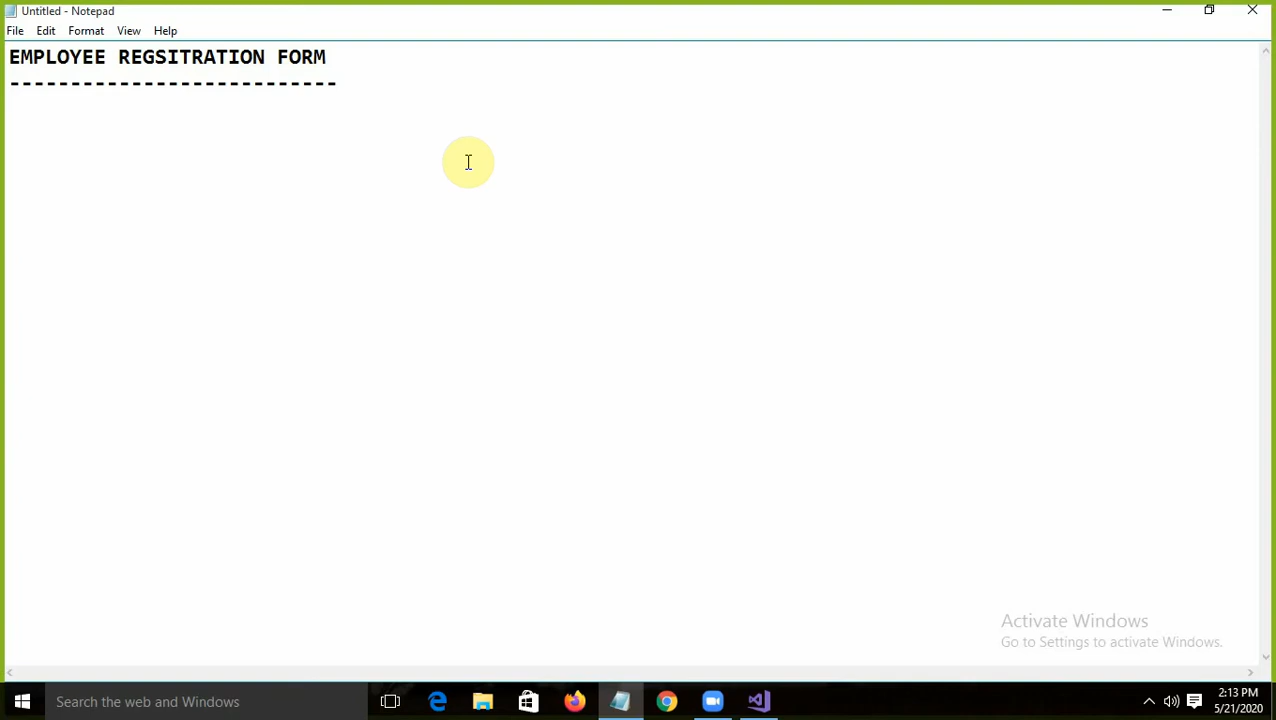 Untitled - Notepad
File Edit Format View Help
EMPLOYEE REGSITRATION FORM
---------------------------
Activate Windows
Go to Settings to activate Windows.
Search the web and Windows
2:13 PM
5/21/2020